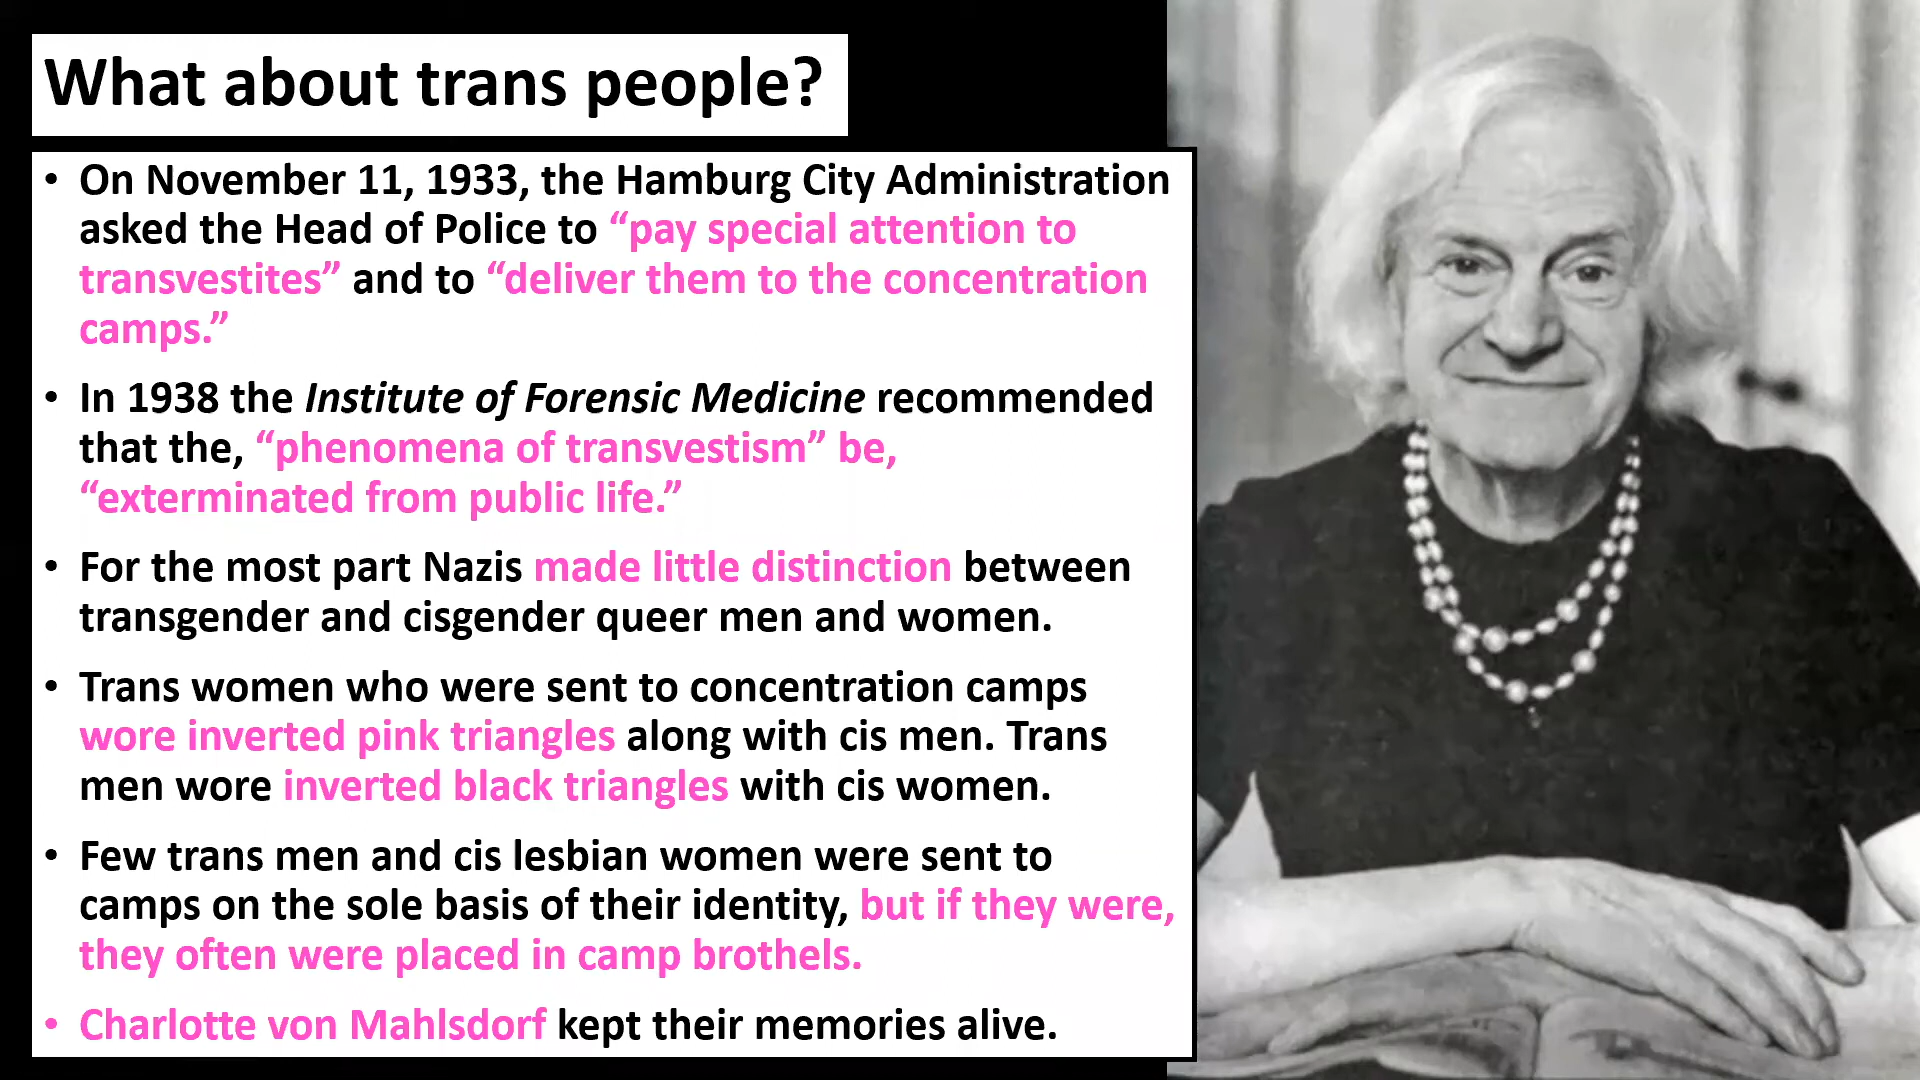 What about trans people?
• On November 11, 1933, the Hamburg City Administration
asked the Head of Police to “pay special attention to
transvestites” and to “deliver them to the concentration
camps.”
• In 1938 the Institute of Forensic Medicine recommended
that the, “phenomena of transvestism” be,
“exterminated from public life.”
• For the most part Nazis made little distinction between
transgender and cisgender queer men and women.
• Trans women who were sent to concentration camps
wore inverted pink triangles along with cis men. Trans
men wore inverted black triangles with cis women.
• Few trans men and cis lesbian women were sent to
camps on the sole basis of their identity, but if they were,
they often were placed in camp brothels.
• Charlotte von Mahlsdorf kept their memories alive.